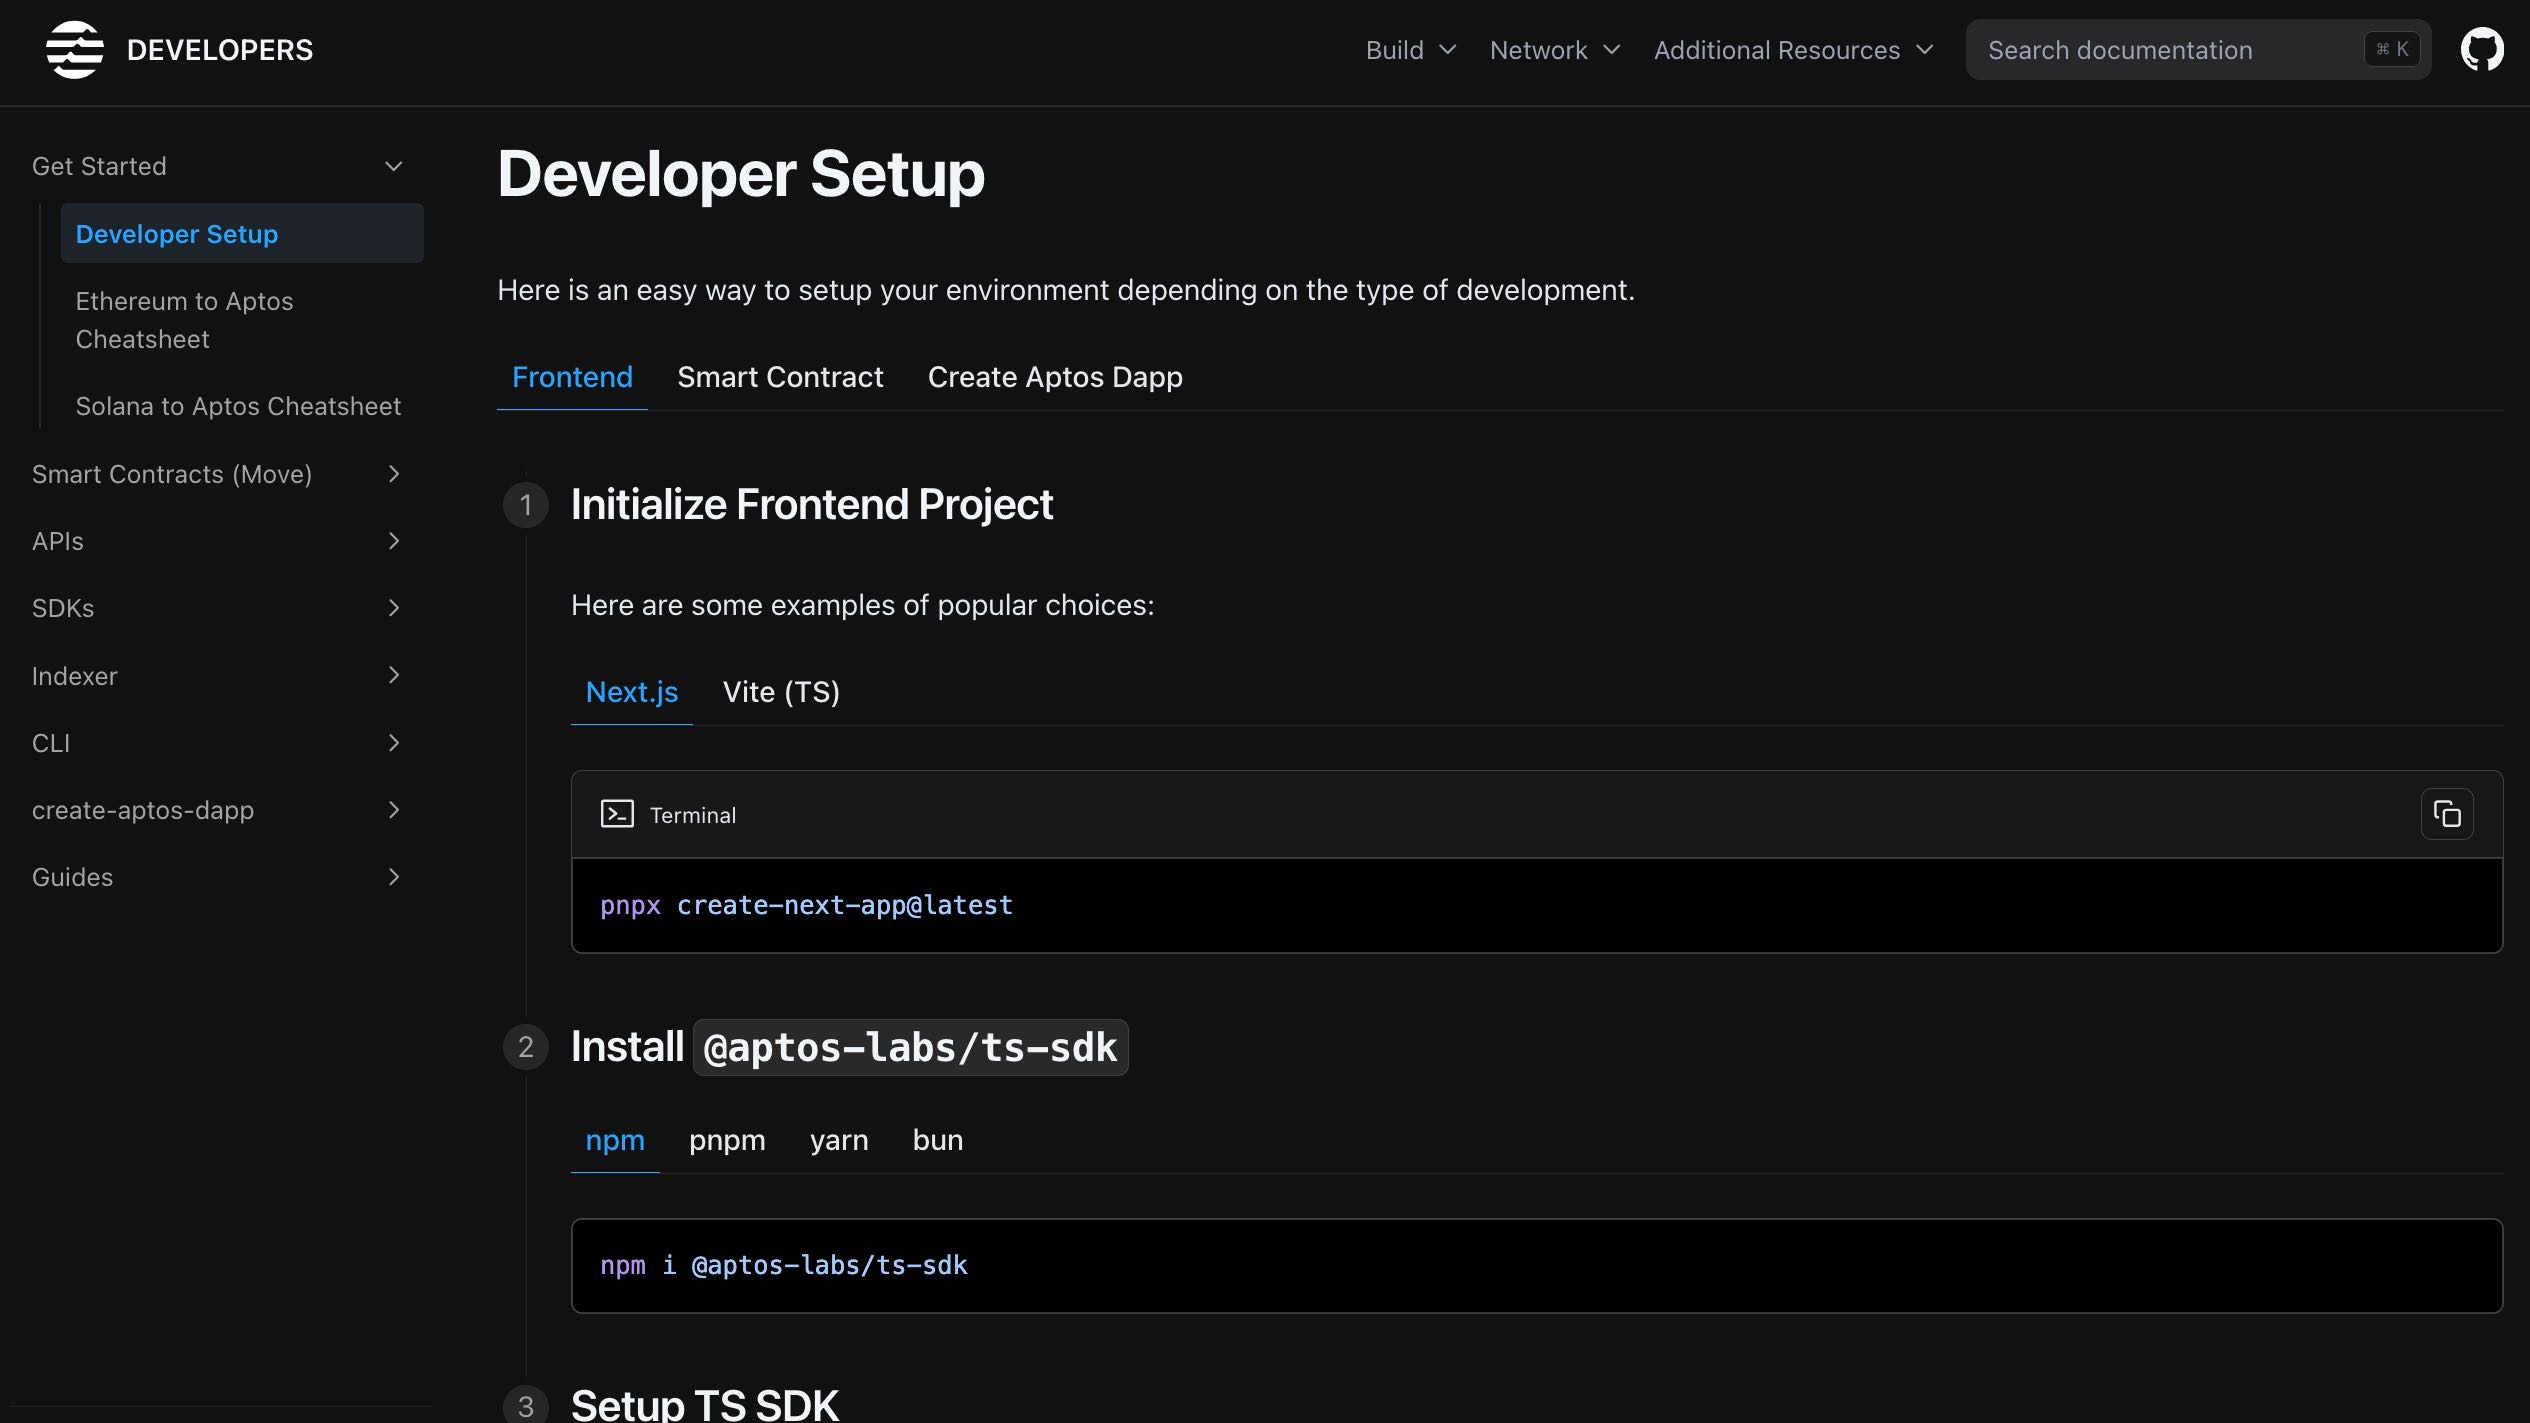 DEVELOPERS
Build
Network
Additional Resources
Search documentation
⌘ K
Get Started
Developer Setup
Ethereum to Aptos
Cheatsheet
Solana to Aptos Cheatsheet
Smart Contracts (Move)
APIs
SDKs
Indexer
CLI
create-aptos-dapp
Guides
Developer Setup
Here is an easy way to setup your environment depending on the type of development.
Frontend
Smart Contract
Create Aptos Dapp
1
Initialize Frontend Project
Here are some examples of popular choices:
Next.js
Vite (TS)
Terminal
pnpx create-next-app@latest
2
Install @aptos-labs/ts-sdk
npm
pnpm
yarn
bun
npm i @aptos-labs/ts-sdk
3
Setup TS SDK